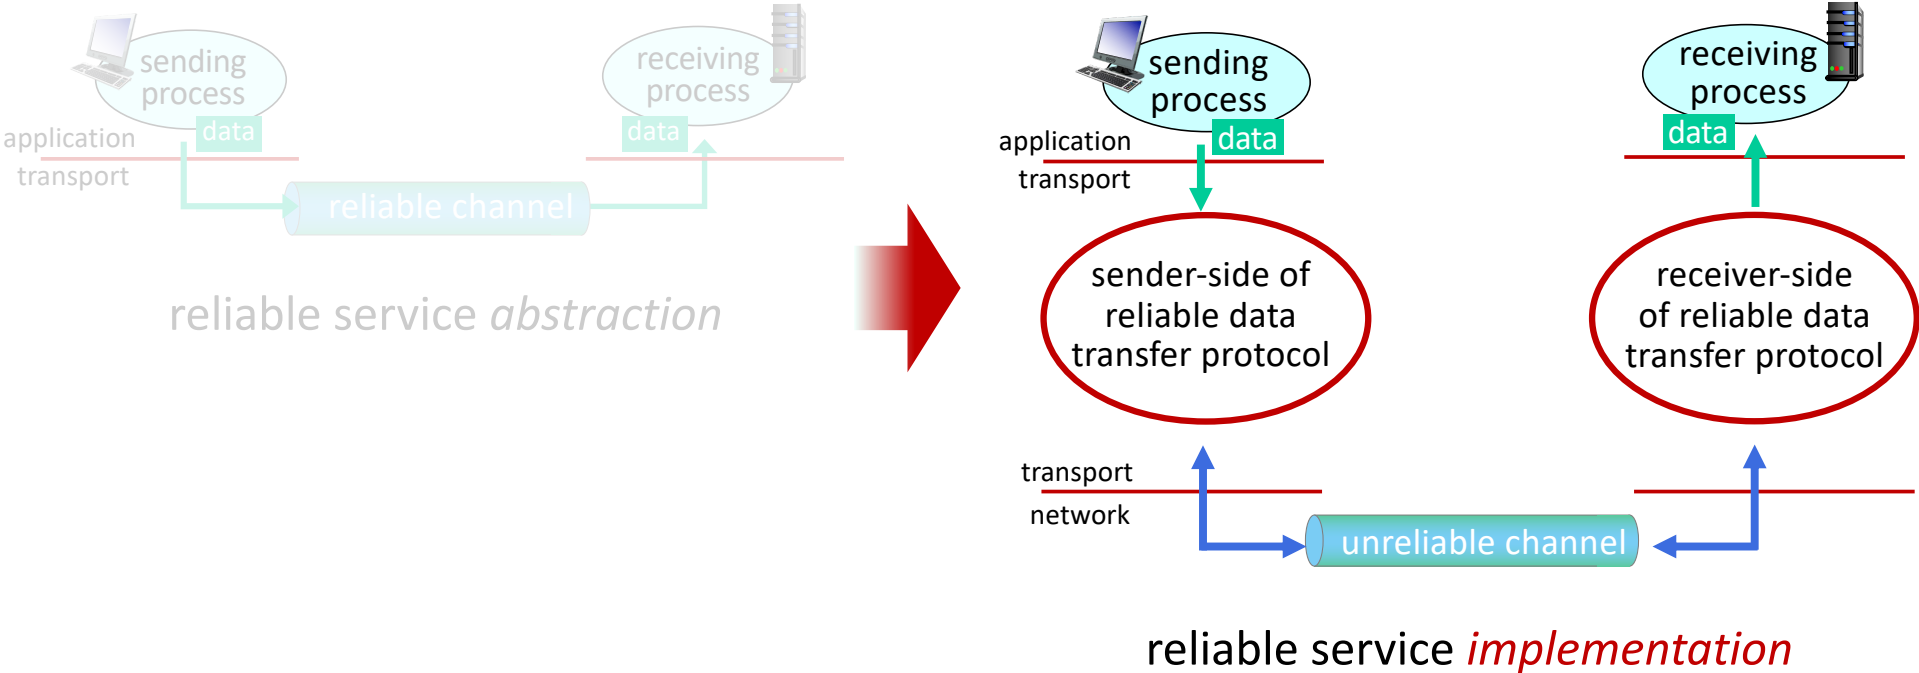 sending
process
data
application
transport
receiving
process
data
reliable channel
reliable service abstraction
sending
process
data
application
transport
receiving
process
data
sender-side of
reliable data
transfer protocol
receiver-side
of reliable data
transfer protocol
transport
network
unreliable channel
reliable service implementation